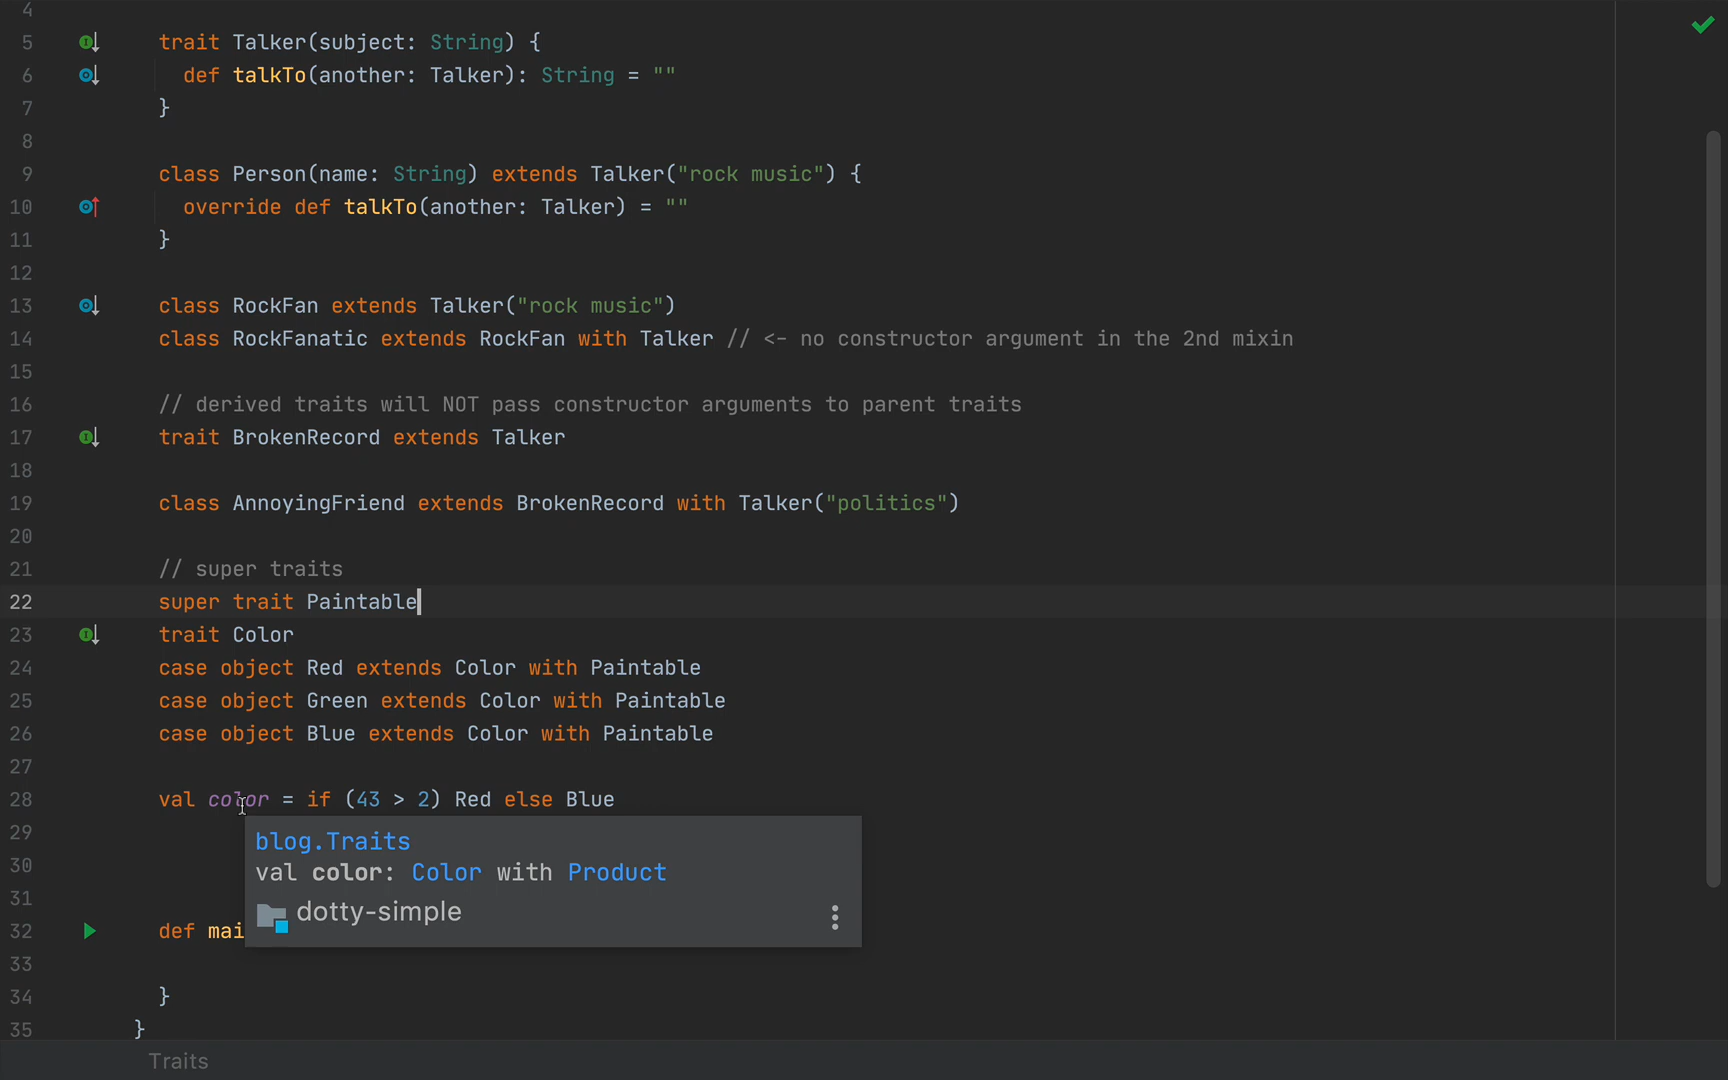 4
5 trait Talker(subject: String) {
6 def talkTo(another: Talker): String = ""
7 }
8
9 class Person(name: String) extends Talker("rock music") {
10 override def talkTo(another: Talker) = ""
11 }
12
13 class RockFan extends Talker("rock music")
14 class RockFanatic extends RockFan with Talker // <- no constructor argument in the 2nd mixin
15
16 // derived traits will NOT pass constructor arguments to parent traits
17 trait BrokenRecord extends Talker
18
19 class AnnoyingFriend extends BrokenRecord with Talker("politics")
20
21 // super traits
22 super trait Paintable
23 trait Color
24 case object Red extends Color with Paintable
25 case object Green extends Color with Paintable
26 case object Blue extends Color with Paintable
27
28 val color = if (43 > 2) Red else Blue
29
blog.Traits
30
val color: Color with Product
31
dotty-simple
32 def mai
33
34 }
35 }
Traits